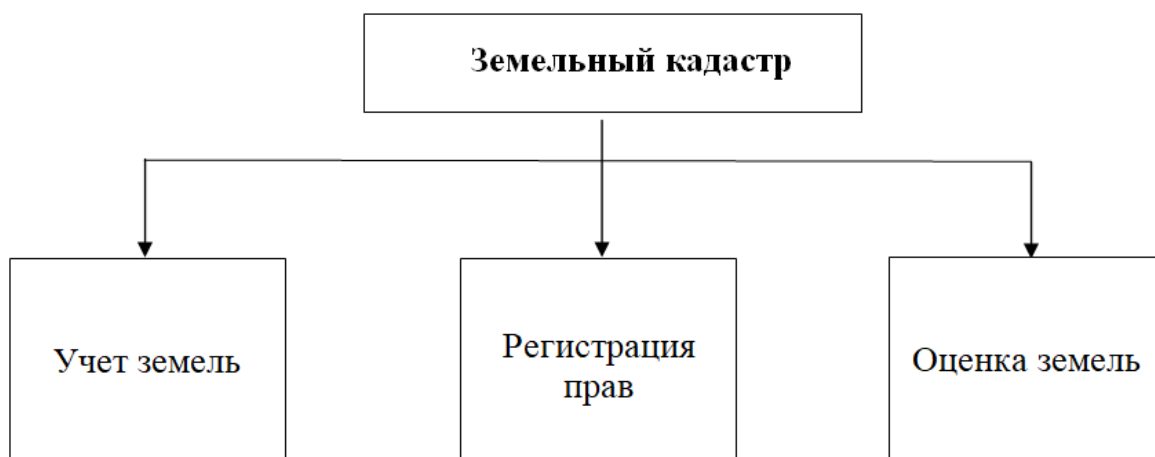 Земельный кадастр
Учет земель
Регистрация
прав
Оценка земель